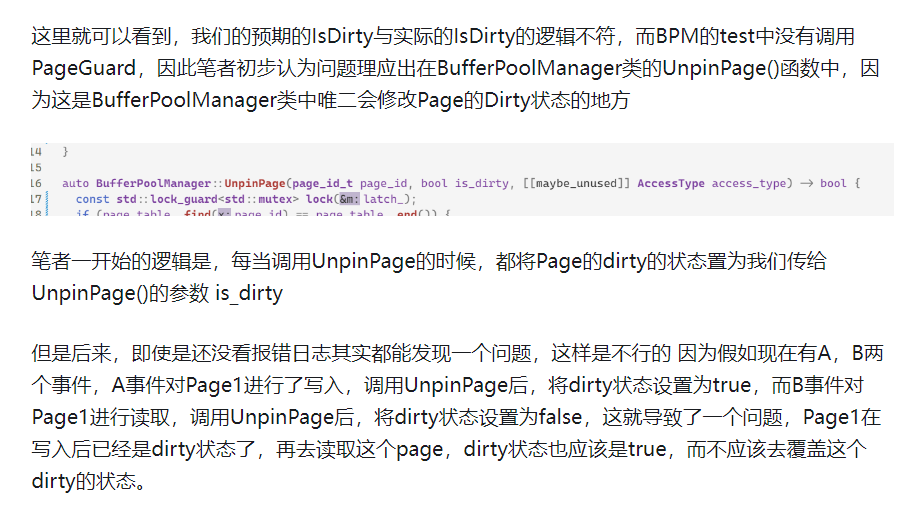 这里就可以看到，我们的预期的IsDirty与实际的IsDirty的逻辑不符，而BPM的test中没有调用
PageGuard，因此笔者初步认为问题理应出在BufferPoolManager类的UnpinPage()函数中，因
为这是BufferPoolManager类中唯二会修改Page的Dirty状态的地方
14 }
15
16 auto BufferPoolManager::UnpinPage(page_id_t page_id, bool is_dirty, [[maybe_unused]] AccessType access_type) -> bool {
17 const std::lock_guard<std::mutex> lock(&m: latch_);
18 if (page_table_.find(x: page_id) == page_table_.end()) {
笔者一开始的逻辑是，每当调用UnpinPage的时候，都将Page的dirty的状态置为我们传给
UnpinPage()的参数 is_dirty
但是后来，即使是还没看报错日志其实都能发现一个问题，这样是不行的 因为假如现在有A，B两
个事件，A事件对Page1进行了写入，调用UnpinPage后，将dirty状态设置为true，而B事件对
Page1进行读取，调用UnpinPage后，将dirty状态设置为false，这就导致了一个问题，Page1在
写入后已经是dirty状态了，再去读取这个page，dirty状态也应该是true，而不应该去覆盖这个
dirty的状态。